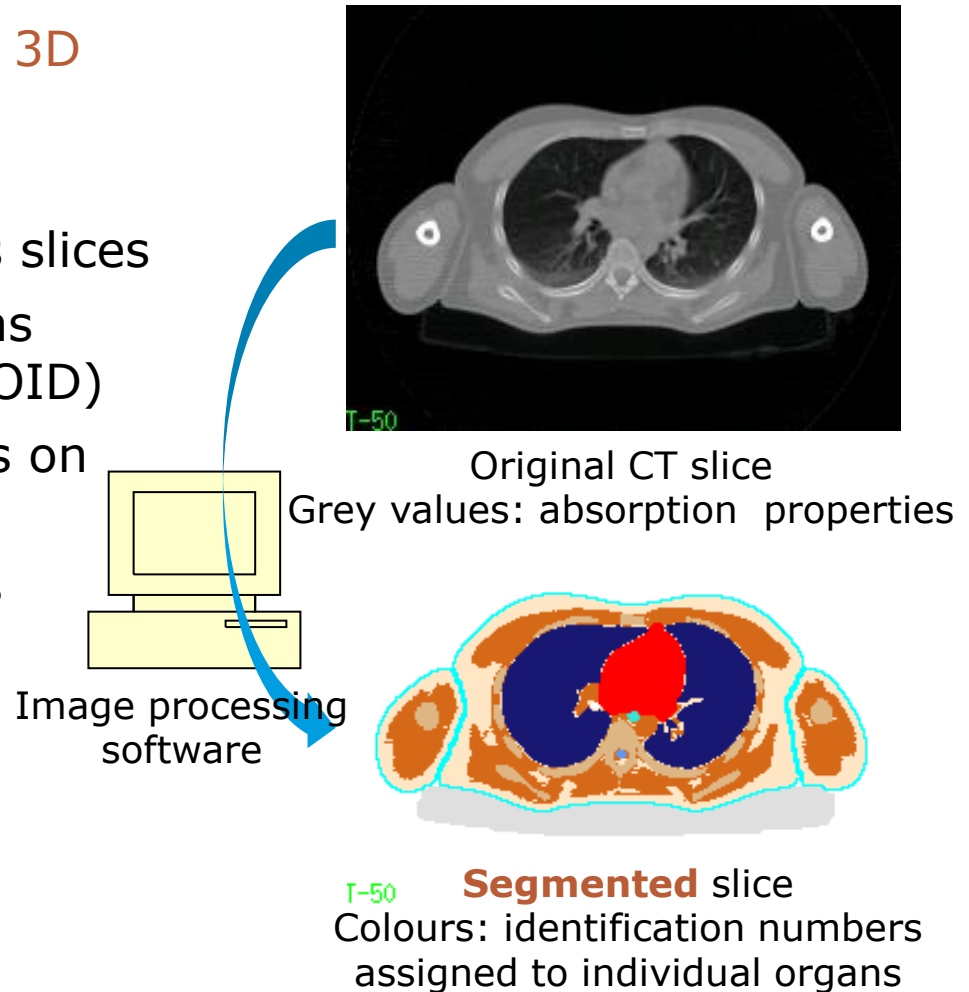 3D
slices
OID)
s on
T-50
Original CT slice
Grey values: absorption properties
Image processing
software
T-50
Segmented slice
Colours: identification numbers
assigned to individual organs